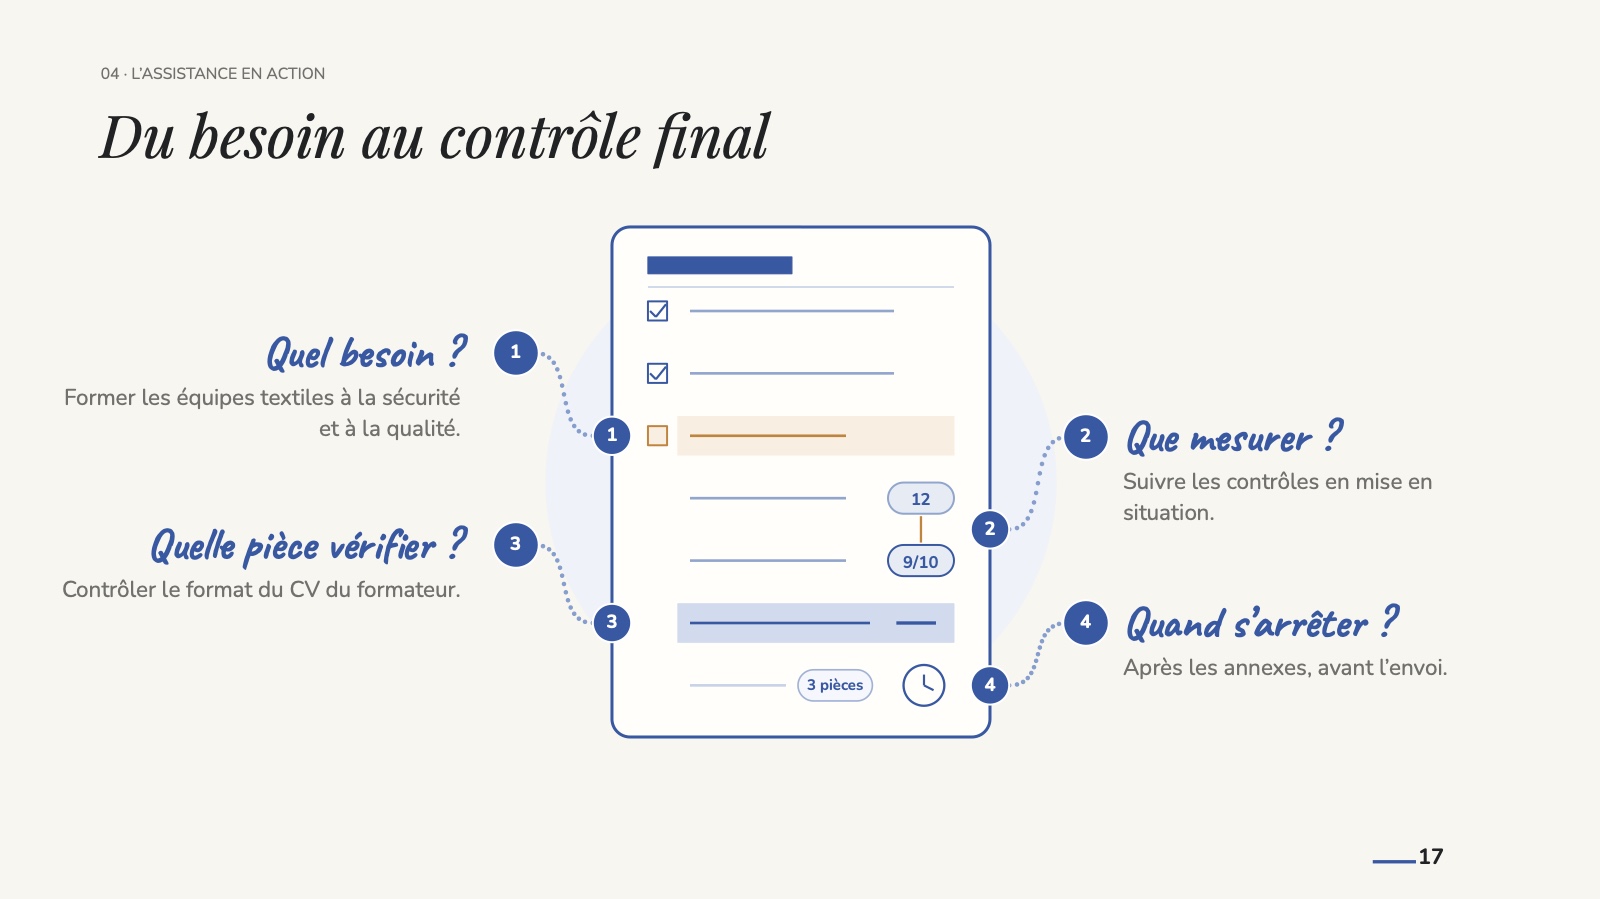 04 · L’ASSISTANCE EN ACTION
Du besoin au contrôle final
1
Quel besoin ?
Former les équipes textiles à la sécurité
et à la qualité.
1
2
Que mesurer ?
Suivre les contrôles en mise en
situation.
12
2
9/10
3
Quelle pièce vérifier ?
Contrôler le format du CV du formateur.
3
4
Quand s’arrêter ?
Après les annexes, avant l’envoi.
3 pièces
4
17